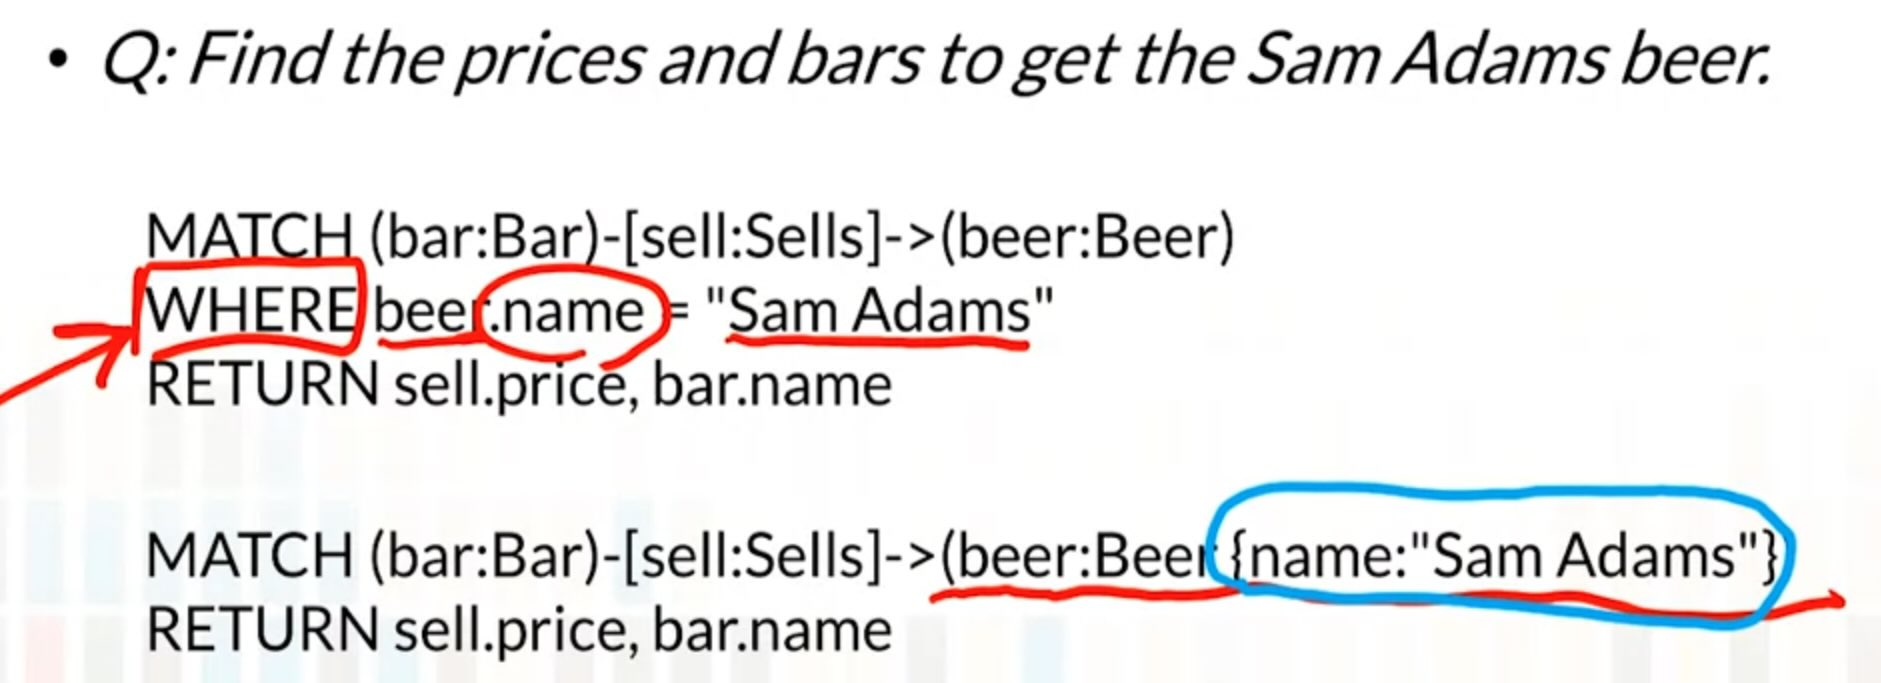 • Q: Find the prices and bars to get the Sam Adams beer.
MATCH (bar:Bar)-[sell:Sells]->(beer:Beer)
WHERE beer.name = "Sam Adams"
RETURN sell.price, bar.name
MATCH (bar:Bar)-[sell:Sells]->(beer:Beer {name:"Sam Adams"}
RETURN sell.price, bar.name